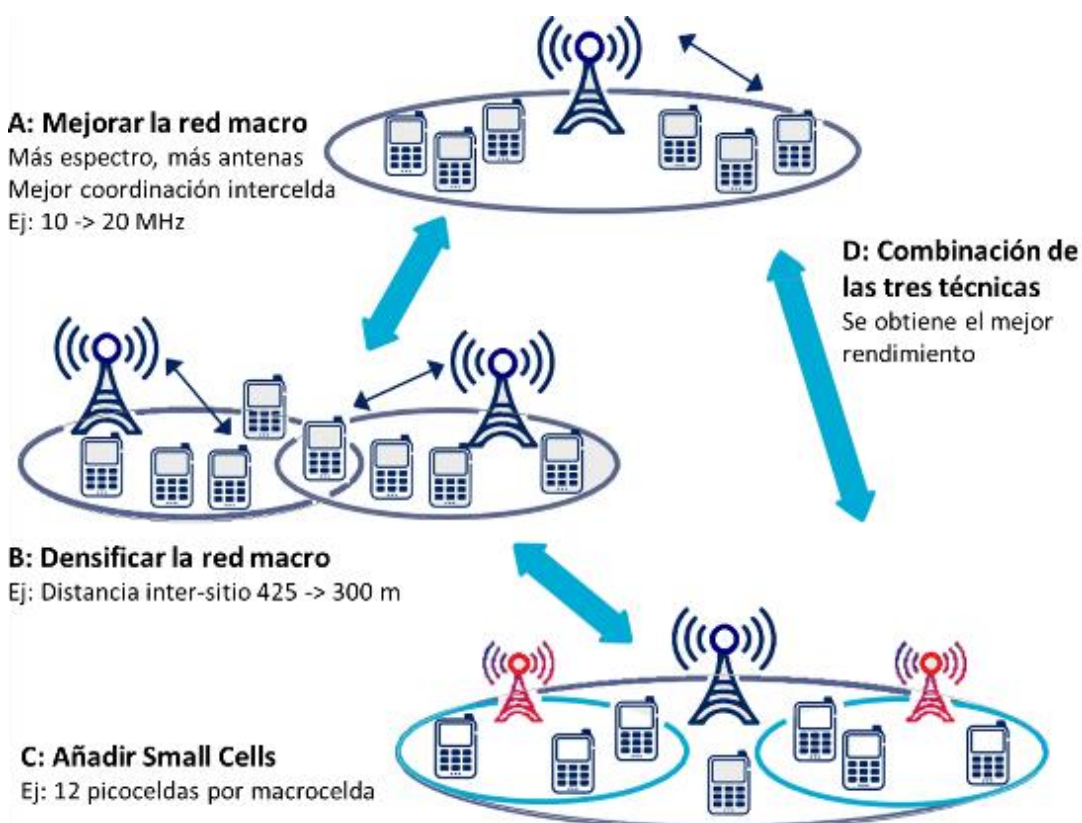 A: Mejorar la red macro
Más espectro, más antenas
Mejor coordinación intercelda
Ej: 10 -> 20 MHz
D: Combinación de
las tres técnicas
Se obtiene el mejor
rendimiento
B: Densificar la red macro
Ej: Distancia inter-sitio 425 -> 300 m
C: Añadir Small Cells
Ej: 12 picoceldas por macrocelda